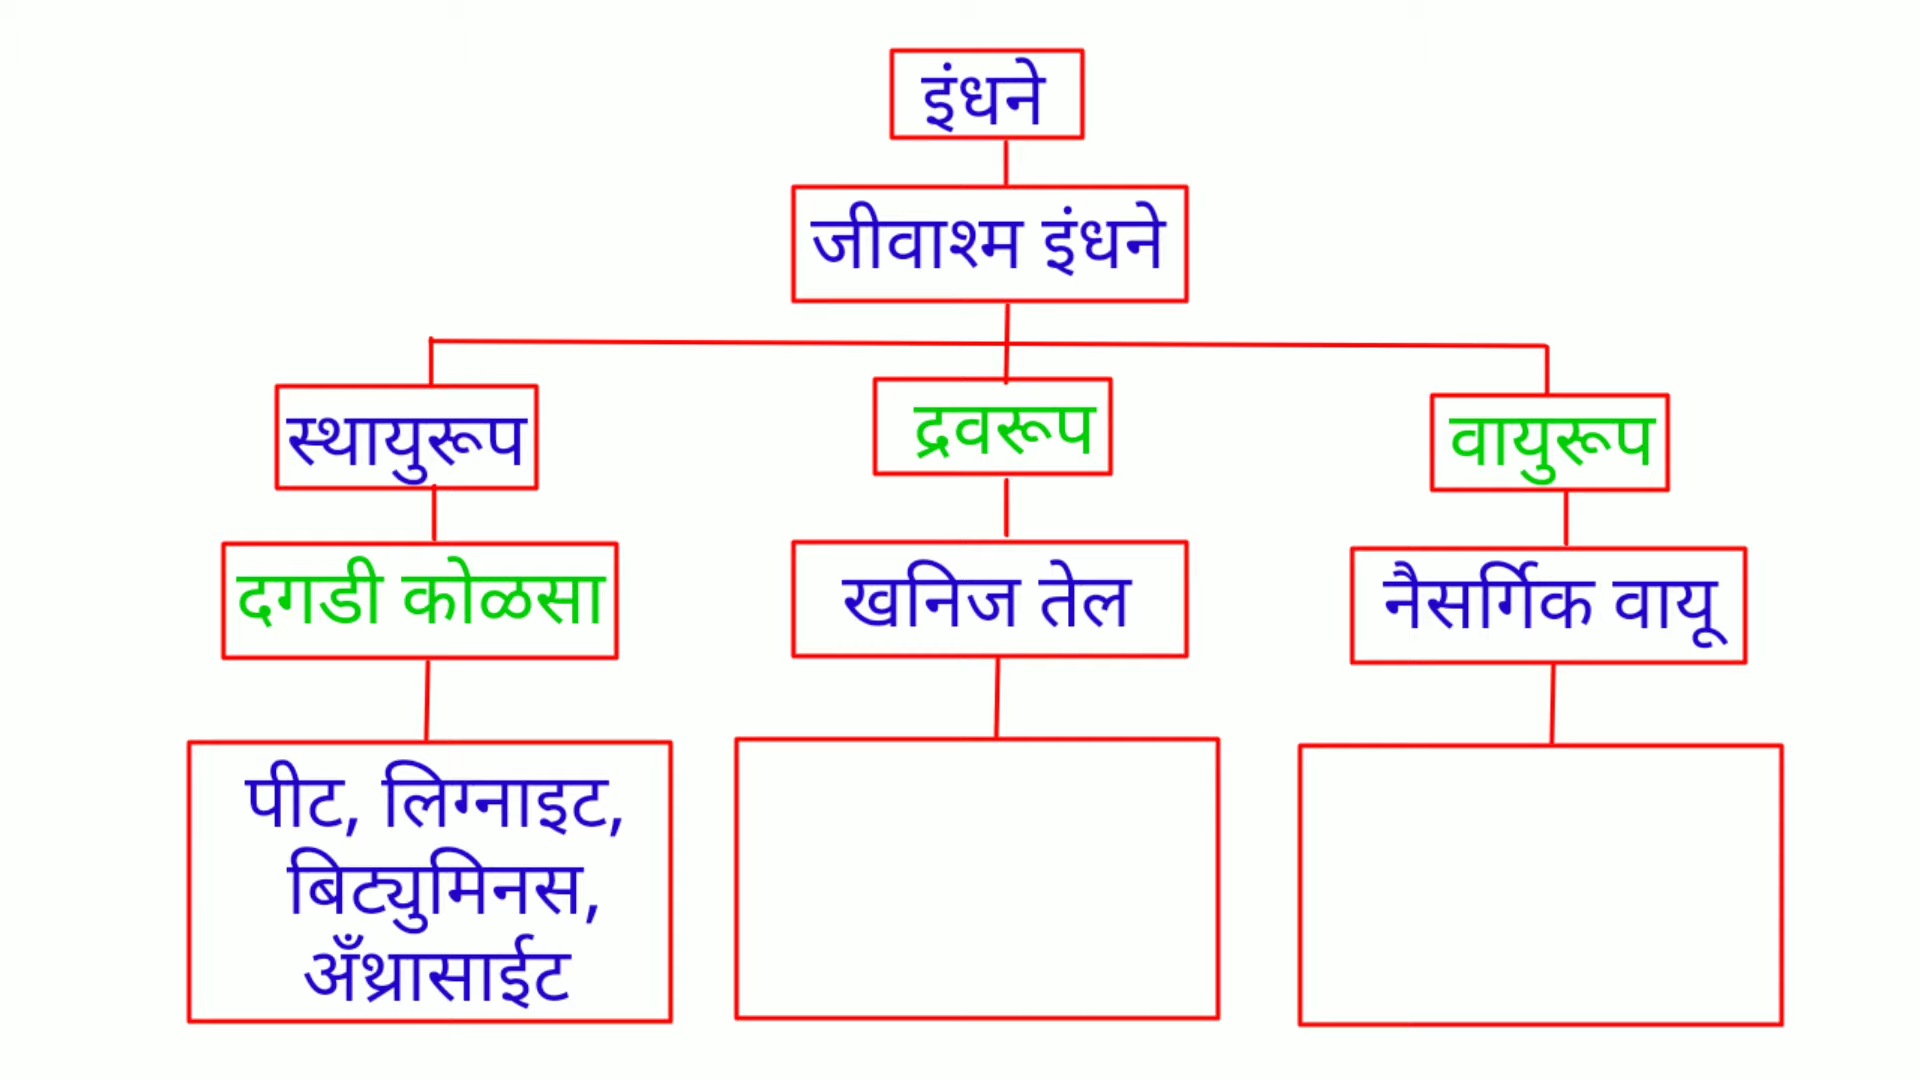 इंधने
जीवाश्म इंधने
स्थायुरूप
द्रवरूप
वायुरूप
दगडी कोळसा
खनिज तेल
नैसर्गिक वायू
पीट, लिग्नाइट,
बिट्युमिनस,
अँथ्रासाईट